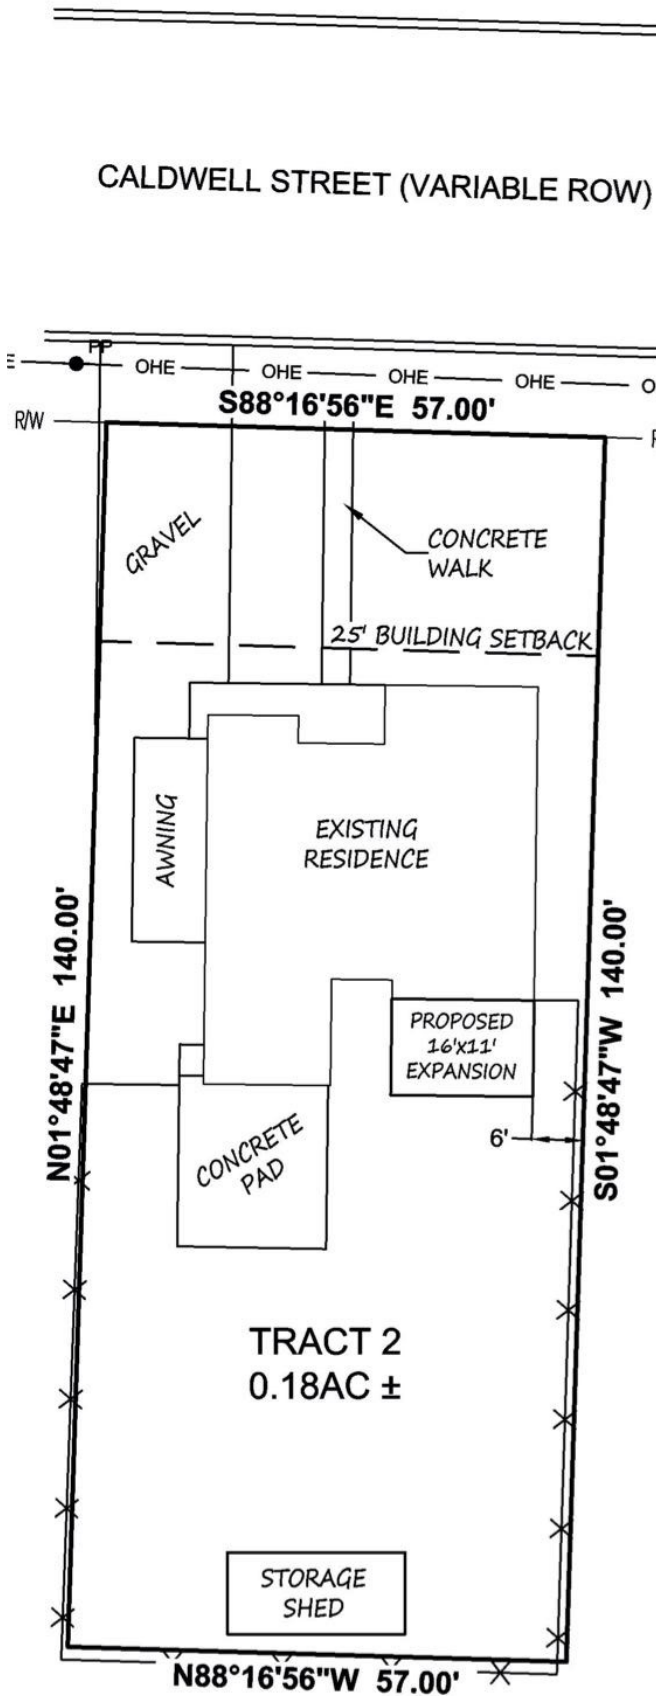 CALDWELL STREET (VARIABLE ROW)
PP
E
OHE OHE OHE OHE O
S88°16'56"E 57.00'
R/W
GRAVEL
CONCRETE
WALK
25' BUILDING SETBACK
AWNING
EXISTING
RESIDENCE
N01°48'47"E 140.00'
S01°48'47"W 140.00'
PROPOSED
16'x11'
EXPANSION
6'
CONCRETE
PAD
TRACT 2
0.18AC ±
STORAGE
SHED
N88°16'56"W 57.00'